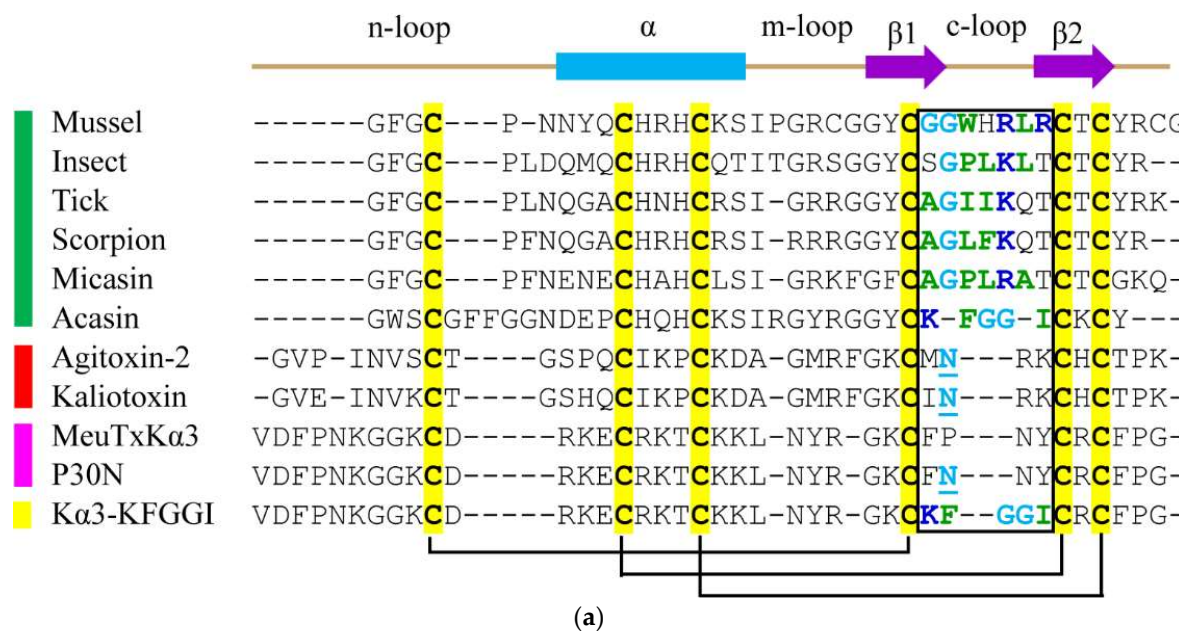 n-loop α m-loop β1 c-loop β2
Mussel ------GFGC---P-NNYQCHRHCKSIPGRCGGYCGGWHRLRCTCYRCG
Insect ------GFGC---PLDQMQCHRHCQTITGRSGGYCSGPLKLTCTCYR--
Tick ------GFGC---PLNQGACHNHCRSI-GRRGGYCAGIIKQTCTCYRK-
Scorpion ------GFGC---PFNQGACHRHCRSI-RRRGGYCAGLFKQTCTCYR--
Micasin ------GFGC---PFNENECHAHCLSI-GRKFGFCAGPLRATCTCGKQ-
Acasin ------GWSCGFFGGNDEPCHQHCKSIRGYRGGYCK-FGG-ICKCY---
Agitoxin-2 -GVP-INVSCT----GSPQCIKPCKDA-GMRFGKCMN---RKCHCTPK-
Kaliotoxin -GVE-INVKCT----GSHQCIKPCKDA-GMRFGKCIN---RKCHCTPK-
MeuTxKα3 VDFPNKGGKCD-----RKECRKTCKKL-NYR-GKCFP---NYCRCFPG-
P30N VDFPNKGGKCD-----RKECRKTCKKL-NYR-GKCFN---NYCRCFPG-
Kα3-KFGGI VDFPNKGGKCD-----RKECRKTCKKL-NYR-GKCKF--GGICRCFPG-
(a)